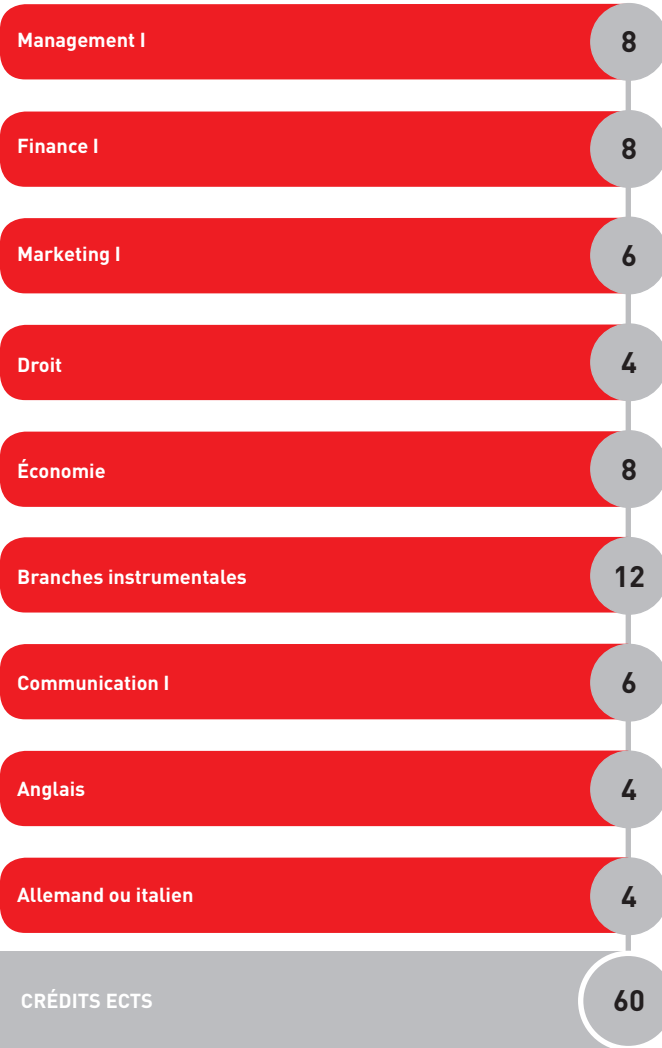 Management I 8
Finance I 8
Marketing I 6
Droit 4
Économie 8
Branches instrumentales 12
Communication I 6
Anglais 4
Allemand ou italien 4
CRÉDITS ECTS 60